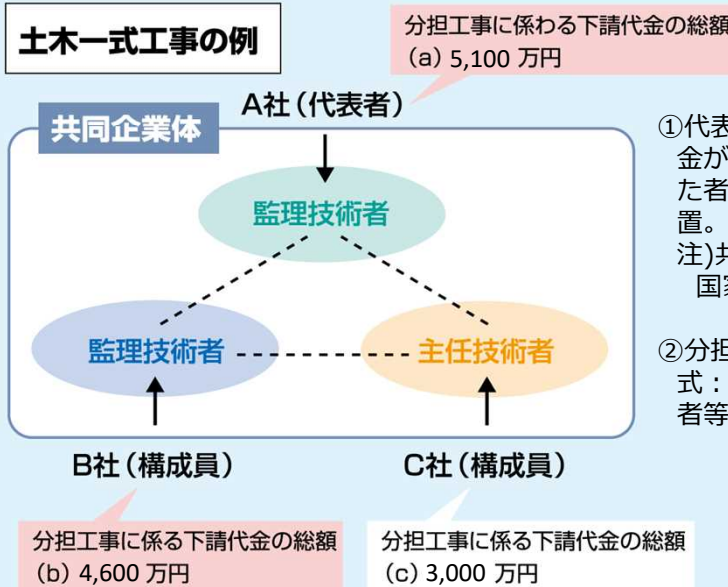 土木一式工事の例
分担工事に係わる下請代金の総額
(a) 5,100 万円
A社(代表者)
共同企業体
監理技術者
監理技術者
主任技術者
B社(構成員)
C社(構成員)
分担工事に係る下請代金の総額
(b) 4,600 万円
分担工事に係る下請代金の総額
(c) 3,000 万円
①代表
金が
た者
置。
注)共
国家
②分担
式:
者等